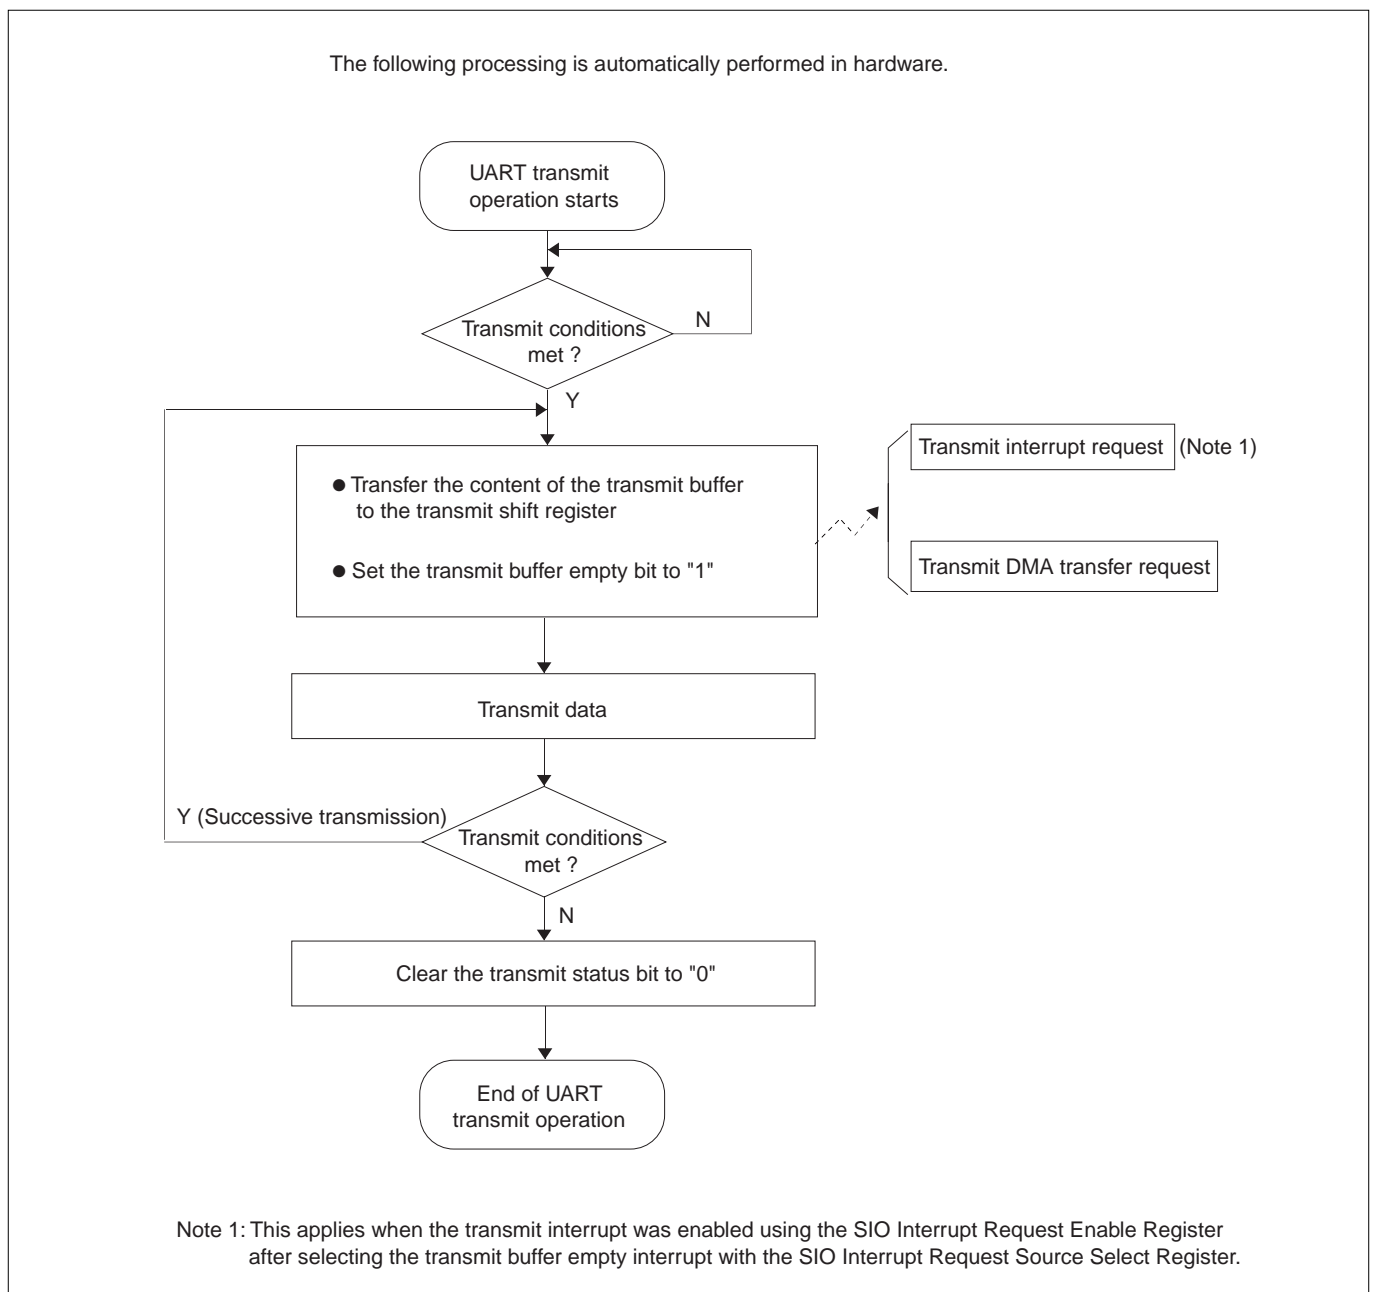 The following processing is automatically performed in hardware.
UART transmit
operation starts
Transmit conditions
met ?
N
Y
● Transfer the content of the transmit buffer
to the transmit shift register
● Set the transmit buffer empty bit to "1"
Transmit interrupt request (Note 1)
Transmit DMA transfer request
Transmit data
Y (Successive transmission)
Transmit conditions
met ?
N
Clear the transmit status bit to "0"
End of UART
transmit operation
Note 1: This applies when the transmit interrupt was enabled using the SIO Interrupt Request Enable Register
after selecting the transmit buffer empty interrupt with the SIO Interrupt Request Source Select Register.